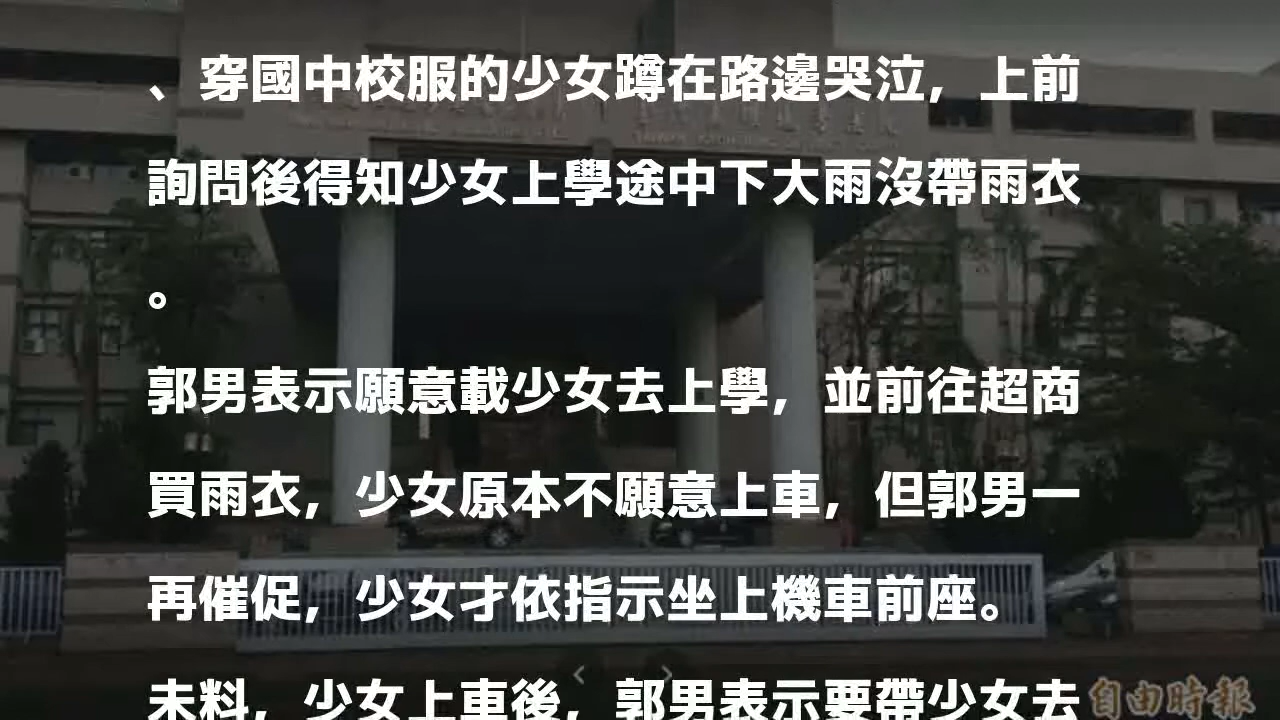 、穿國中校服的少女蹲在路邊哭泣，上前
詢問後得知少女上學途中下大雨沒帶雨衣
。
郭男表示願意載少女去上學，並前往超商
買雨衣，少女原本不願意上車，但郭男一
再催促，少女才依指示坐上機車前座。
未料，少女上車後，郭男表示要帶少女去
自由時報